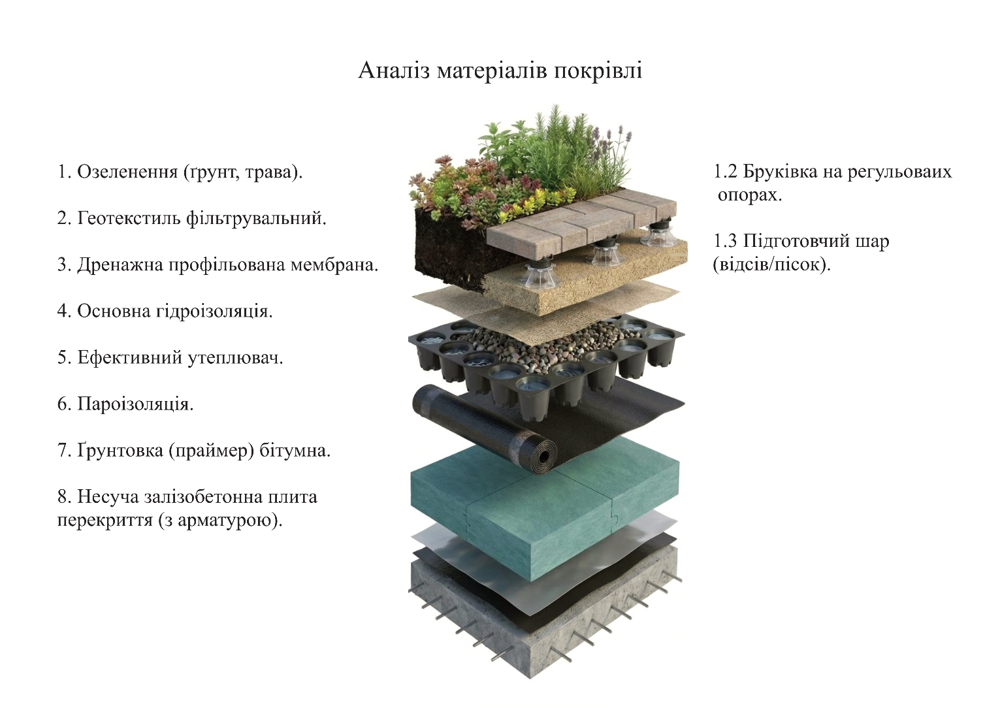 Аналіз матеріалів покрівлі
1. Озеленення (ґрунт, трава).
2. Геотекстиль фільтрувальний.
3. Дренажна профільована мембрана.
4. Основна гідроізоляція.
5. Ефективний утеплювач.
6. Пароізоляція.
7. Ґрунтовка (праймер) бітумна.
8. Несуча залізобетонна плита
перекриття (з арматурою).
1.2 Бруківка на регульоваих
опорах.
1.3 Підготовчий шар
(відсів/пісок).